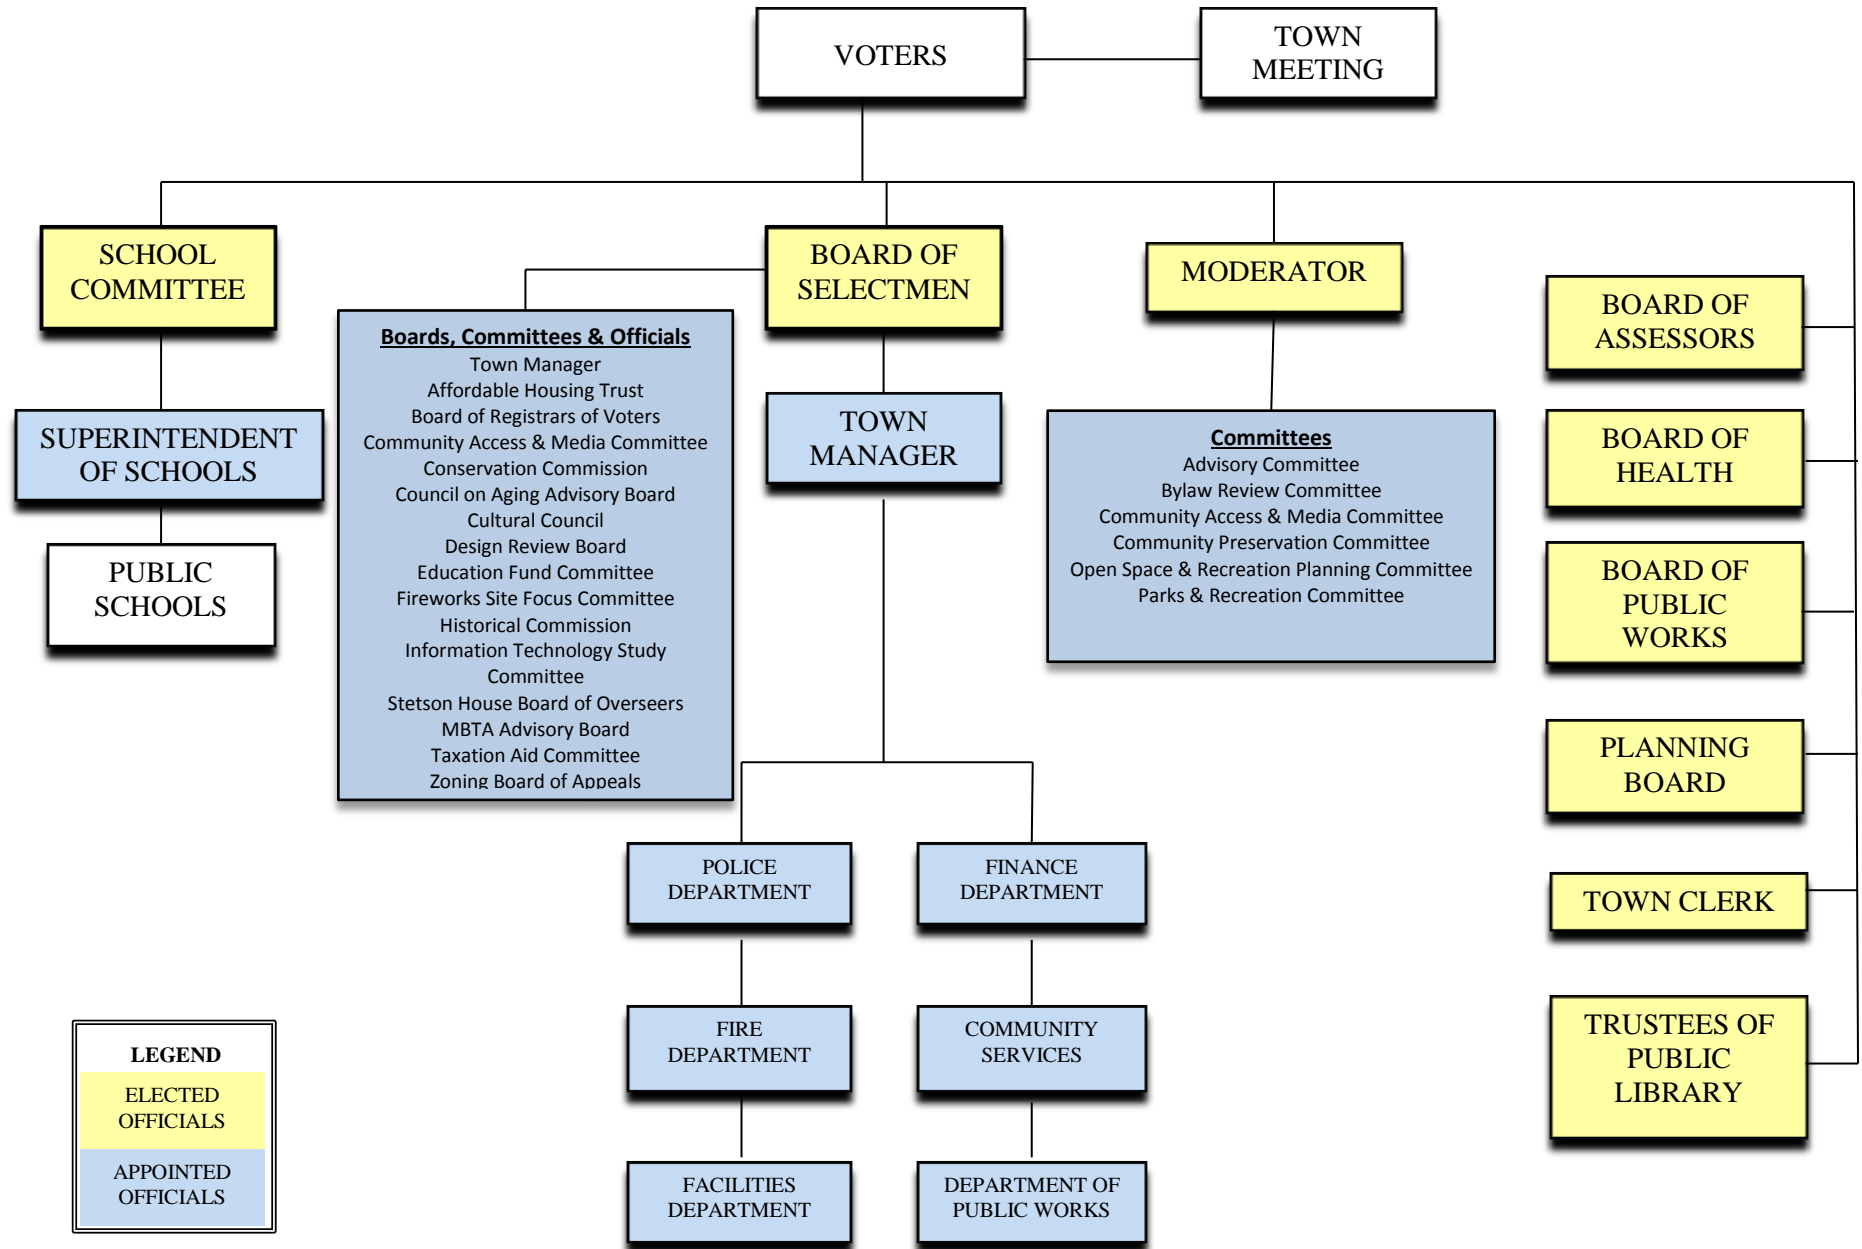 VOTERS
TOWN
MEETING
SCHOOL
COMMITTEE
BOARD OF
SELECTMEN
MODERATOR
BOARD OF
ASSESSORS
Boards, Committees & Officials
Town Manager
Affordable Housing Trust
Board of Registrars of Voters
Community Access & Media Committee
Conservation Commission
Council on Aging Advisory Board
Cultural Council
Design Review Board
Education Fund Committee
Fireworks Site Focus Committee
Historical Commission
Information Technology Study
Committee
Stetson House Board of Overseers
MBTA Advisory Board
Taxation Aid Committee
Zoning Board of Appeals
SUPERINTENDENT
OF SCHOOLS
TOWN
MANAGER
Committees
Advisory Committee
Bylaw Review Committee
Community Access & Media Committee
Community Preservation Committee
Open Space & Recreation Planning Committee
Parks & Recreation Committee
BOARD OF
HEALTH
PUBLIC
SCHOOLS
BOARD OF
PUBLIC
WORKS
PLANNING
BOARD
POLICE
DEPARTMENT
FINANCE
DEPARTMENT
TOWN CLERK
FIRE
DEPARTMENT
COMMUNITY
SERVICES
TRUSTEES OF
PUBLIC
LIBRARY
LEGEND
ELECTED
OFFICIALS
APPOINTED
OFFICIALS
FACILITIES
DEPARTMENT
DEPARTMENT OF
PUBLIC WORKS